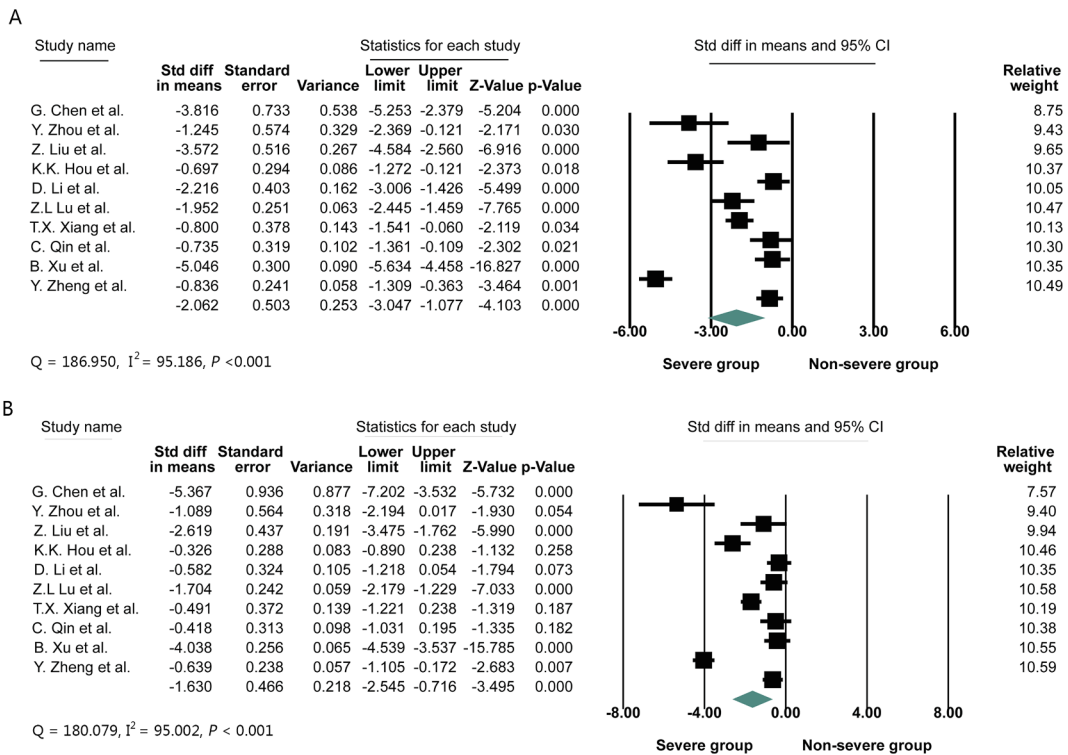 A
Study name Statistics for each study Std diff in means and 95% CI
Std diff Standard Lower Upper Relative
in means error Variance limit limit Z-Value p-Value weight
G. Chen et al. -3.816 0.733 0.538 -5.253 -2.379 -5.204 0.000 8.75
Y. Zhou et al. -1.245 0.574 0.329 -2.369 -0.121 -2.171 0.030 9.43
Z. Liu et al. -3.572 0.516 0.267 -4.584 -2.560 -6.916 0.000 9.65
K.K. Hou et al. -0.697 0.294 0.086 -1.272 -0.121 -2.373 0.018 10.37
D. Li et al. -2.216 0.403 0.162 -3.006 -1.426 -5.499 0.000 10.05
Z.L Lu et al. -1.952 0.251 0.063 -2.445 -1.459 -7.765 0.000 10.47
T.X. Xiang et al. -0.800 0.378 0.143 -1.541 -0.060 -2.119 0.034 10.13
C. Qin et al. -0.735 0.319 0.102 -1.361 -0.109 -2.302 0.021 10.30
B. Xu et al. -5.046 0.300 0.090 -5.634 -4.458 -16.827 0.000 10.35
Y. Zheng et al. -0.836 0.241 0.058 -1.309 -0.363 -3.464 0.001 10.49
-2.062 0.503 0.253 -3.047 -1.077 -4.103 0.000
-6.00 -3.00 0.00 3.00 6.00
Q = 186.950, I² = 95.186, P <0.001
Severe group Non-severe group
B
Study name Statistics for each study Std diff in means and 95% CI
Std diff Standard Lower Upper Relative
in means error Variance limit limit Z-Value p-Value weight
G. Chen et al. -5.367 0.936 0.877 -7.202 -3.532 -5.732 0.000 7.57
Y. Zhou et al. -1.089 0.564 0.318 -2.194 0.017 -1.930 0.054 9.40
Z. Liu et al. -2.619 0.437 0.191 -3.475 -1.762 -5.990 0.000 9.94
K.K. Hou et al. -0.326 0.288 0.083 -0.890 0.238 -1.132 0.258 10.46
D. Li et al. -0.582 0.324 0.105 -1.218 0.054 -1.794 0.073 10.35
Z.L Lu et al. -1.704 0.242 0.059 -2.179 -1.229 -7.033 0.000 10.58
T.X. Xiang et al. -0.491 0.372 0.139 -1.221 0.238 -1.319 0.187 10.19
C. Qin et al. -0.418 0.313 0.098 -1.031 0.195 -1.335 0.182 10.38
B. Xu et al. -4.038 0.256 0.065 -4.539 -3.537 -15.785 0.000 10.55
Y. Zheng et al. -0.639 0.238 0.057 -1.105 -0.172 -2.683 0.007 10.59
-1.630 0.466 0.218 -2.545 -0.716 -3.495 0.000
-8.00 -4.00 0.00 4.00 8.00
Q = 180.079, I² = 95.002, P < 0.001
Severe group Non-severe group